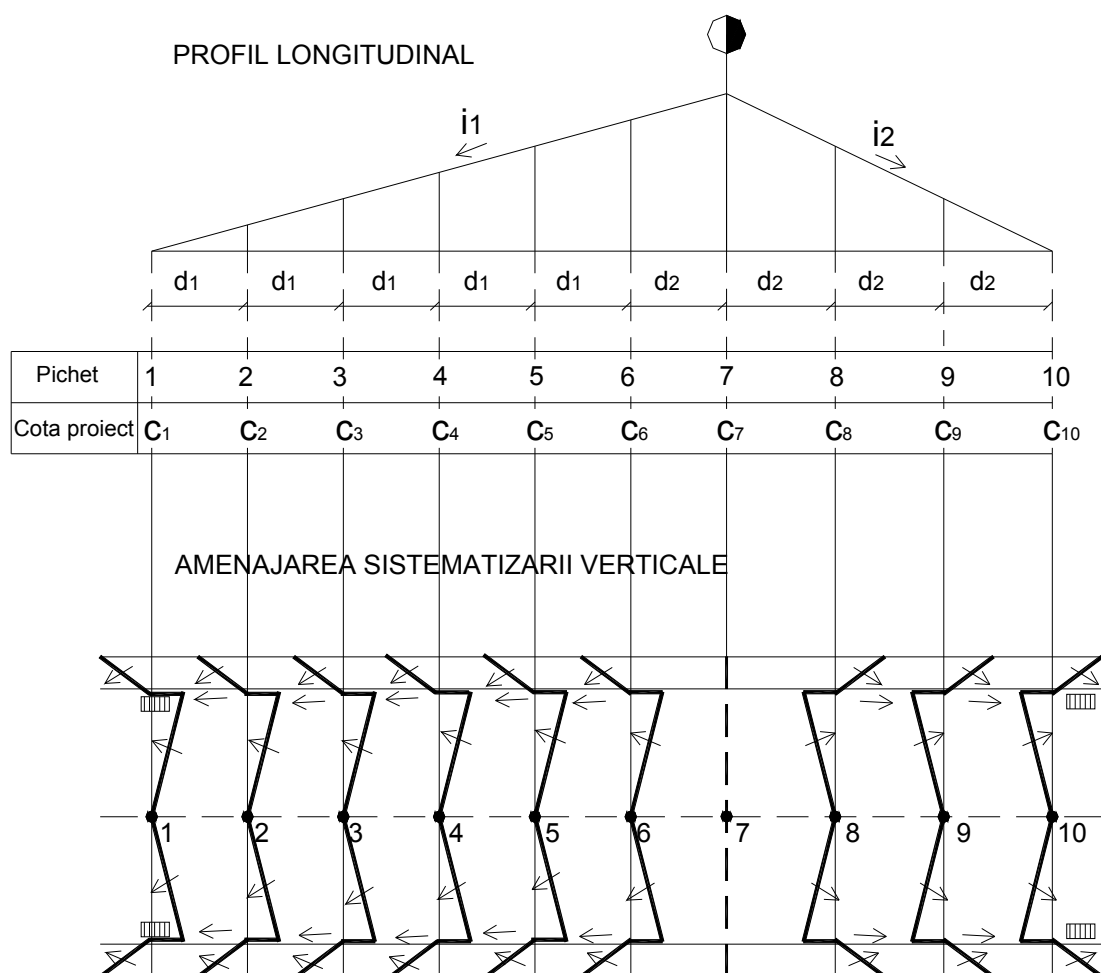 PROFIL LONGITUDINAL
i1
i2
d1 d1 d1 d1 d1 d2 d2 d2 d2
Pichet 1 2 3 4 5 6 7 8 9 10
Cota proiect C1 C2 C3 C4 C5 C6 C7 C8 C9 C10
AMENAJAREA SISTEMATIZARII VERTICALE
1 2 3 4 5 6 7 8 9 10